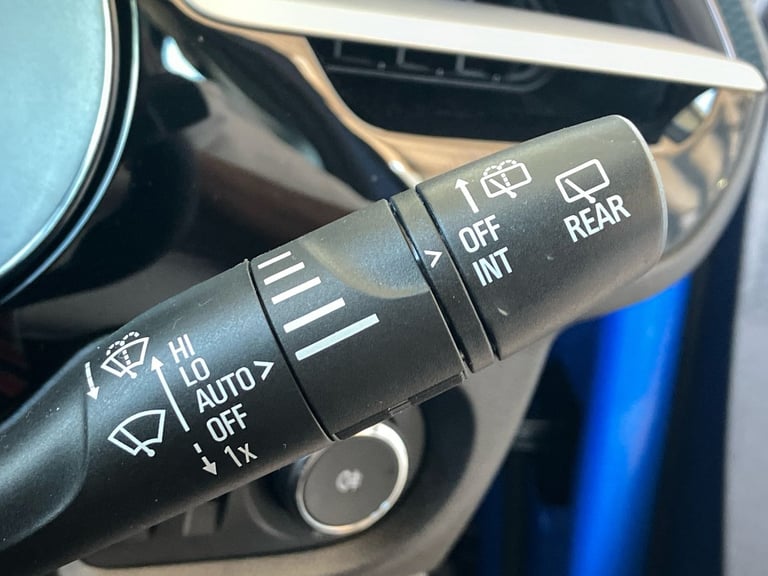 HI
LO
AUTO >
OFF
1x
>
OFF
INT
REAR